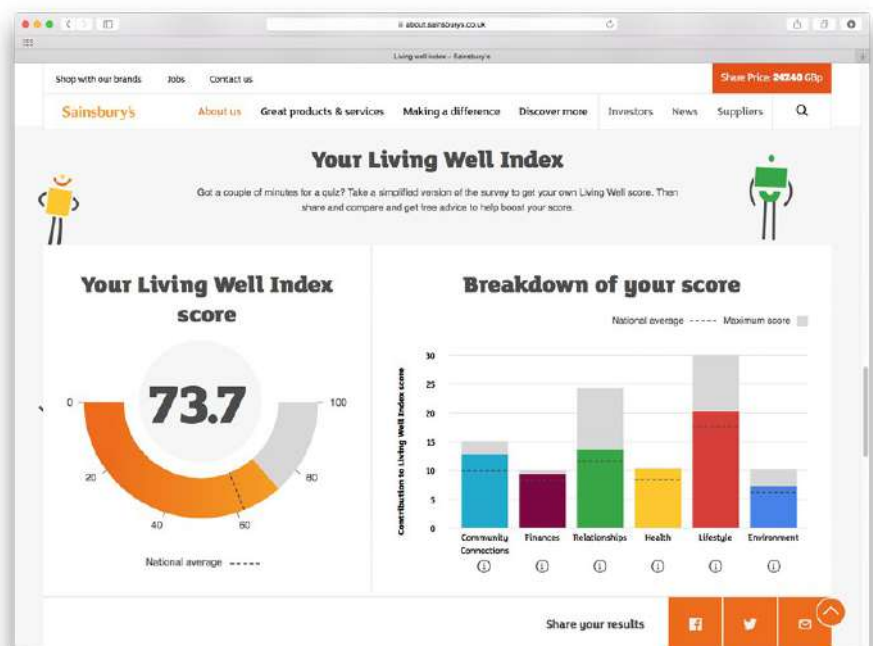 about.sainsburys.co.uk
Living well index – Sainsbury's
Shop with our brands Jobs Contact us
Share Price: 242.40 GBp
Sainsbury's About us Great products & services Making a difference Discover more Investors News Suppliers
Your Living Well Index
Got a couple of minutes for a quiz? Take a simplified version of the survey to get your own Living Well score. Then
share and compare and get free advice to help boost your score.
Your Living Well Index
score
73.7
0
100
20
80
40
60
National average
Breakdown of your score
National average Maximum score
Contribution to Living Well Index score
30
25
20
15
10
5
0
Community
Connections
Finances
Relationships
Health
Lifestyle
Environment
Share your results